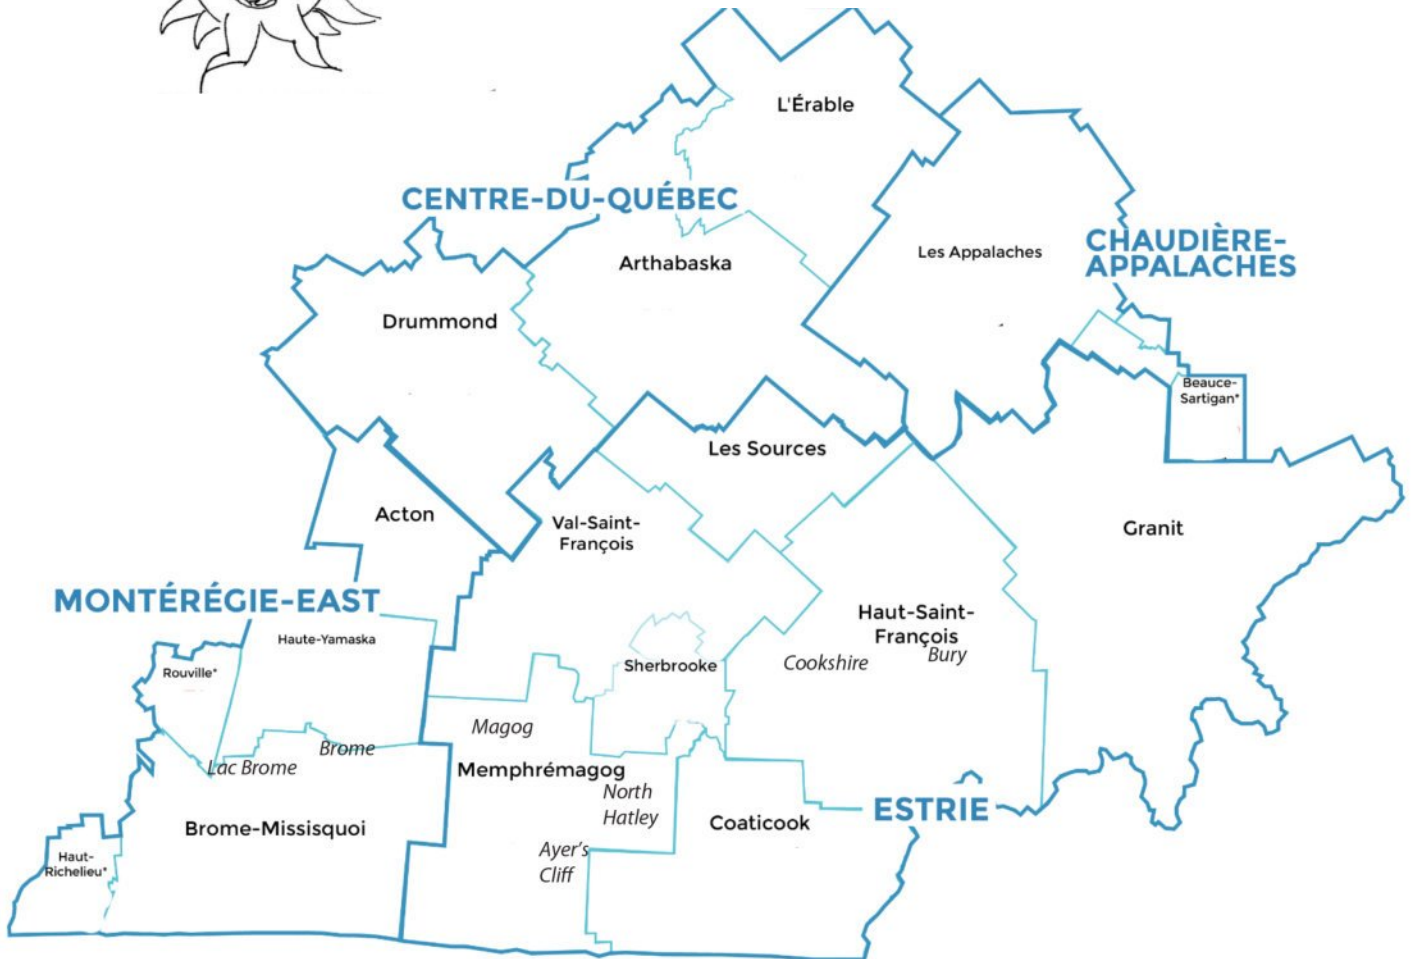 L'Érable
CENTRE-DU-QUÉBEC
Les Appalaches
CHAUDIÈRE-
APPALACHES
Arthabaska
Drummond
Beauce-
Sartigan*
Les Sources
Acton
Val-Saint-
François
Granit
MONTÉRÉGIE-EAST
Haute-Yamaska
Haut-Saint-
François
Bury
Cookshire
Rouville*
Sherbrooke
Magog
Brome
Lac Brome
Memphrémagog
North
Hatley
ESTRIE
Brome-Missisquoi
Coaticook
Ayer's
Cliff
Haut-
Richelieu*